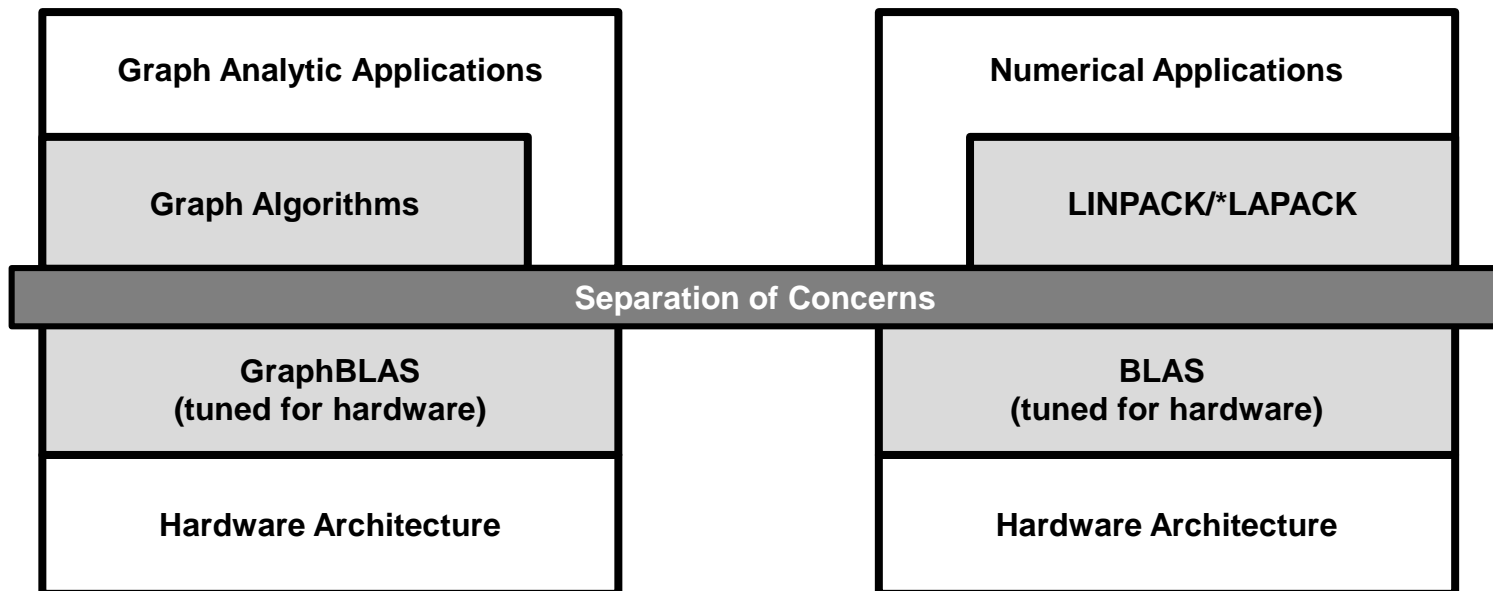 Graph Analytic Applications
Numerical Applications
Graph Algorithms
LINPACK/*LAPACK
Separation of Concerns
GraphBLAS
(tuned for hardware)
BLAS
(tuned for hardware)
Hardware Architecture
Hardware Architecture